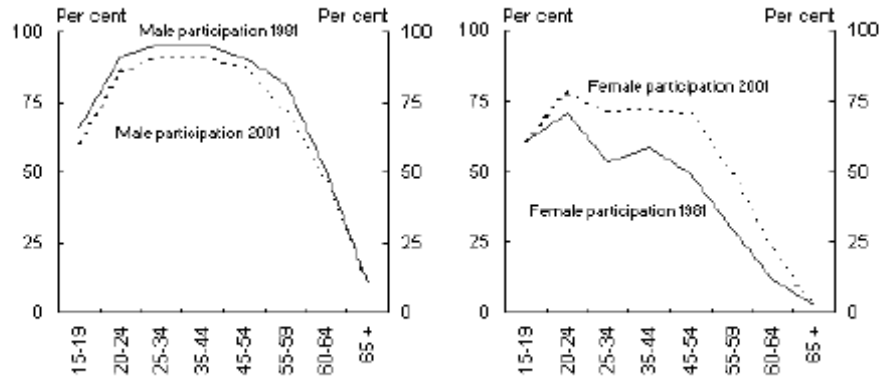 Per cent Per cent
100 100
Male participation 1981
75 75
Male participation 2001
50 50
25 25
0 0
15-19 20-24 25-34 35-44 45-54 55-59 60-64 65 +
Per cent Per cent
100 100
Female participation 2001
75 75
50 50
Female participation 1981
25 25
0 0
15-19 20-24 25-34 35-44 45-54 55-59 60-64 65 +